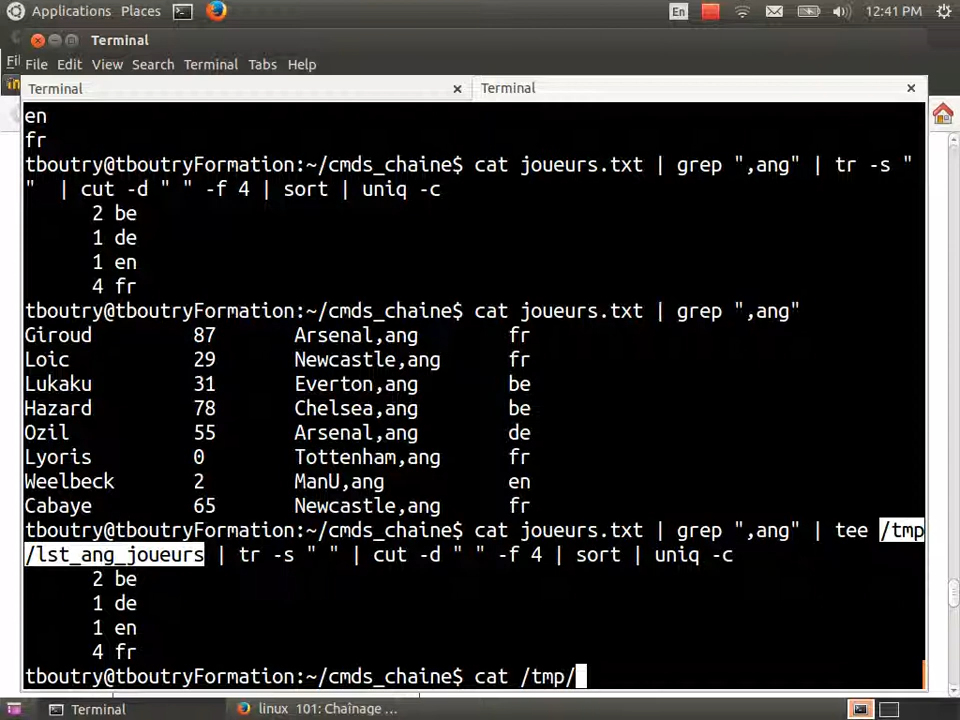 Applications Places En 12:41 PM
Terminal
Fil
File Edit View Search Terminal Tabs Help
Terminal × Terminal ×
en
fr
tboutry@tboutryFormation:~/cmds_chaine$ cat joueurs.txt | grep ",ang" | tr -s "
"  | cut -d " " -f 4 | sort | uniq -c
2 be
1 de
1 en
4 fr
tboutry@tboutryFormation:~/cmds_chaine$ cat joueurs.txt | grep ",ang"
Giroud 87 Arsenal,ang fr
Loic 29 Newcastle,ang fr
Lukaku 31 Everton,ang be
Hazard 78 Chelsea,ang be
Ozil 55 Arsenal,ang de
Lyoris 0 Tottenham,ang fr
Weelbeck 2 ManU,ang en
Cabaye 65 Newcastle,ang fr
tboutry@tboutryFormation:~/cmds_chaine$ cat joueurs.txt | grep ",ang" | tee /tmp
/lst_ang_joueurs | tr -s " " | cut -d " " -f 4 | sort | uniq -c
2 be
1 de
1 en
4 fr
tboutry@tboutryFormation:~/cmds_chaine$ cat /tmp/
Terminal linux 101: Chaînage ...